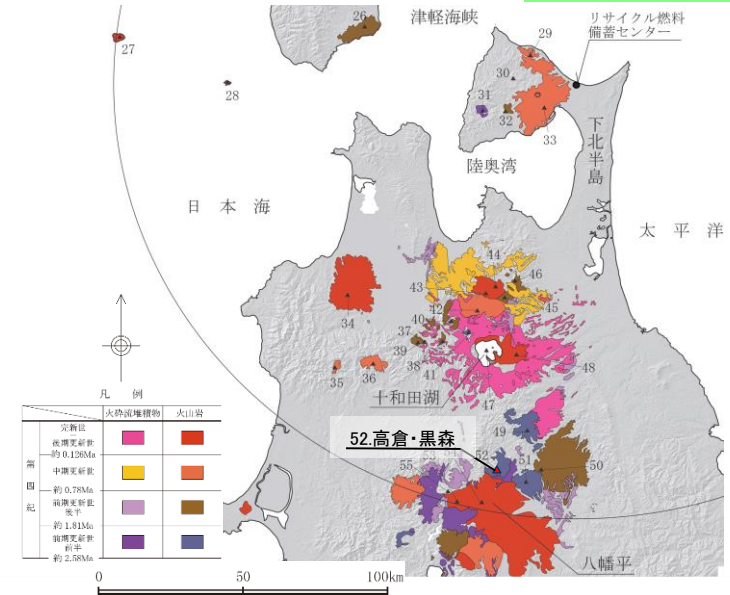 津軽海峡
リサイクル燃料
備蓄センター
26
27
28
29
30
31
32
33
下北半島
陸奥湾
日本海
太平洋
44
46
43
42
45
34
40
37
39
38
41
36
35
48
十和田湖
47
凡 例
火砕流堆積物
火山岩
第四紀
完新世
後期更新世
約 0.126Ma
中期更新世
約 0.78Ma
前期更新世
後半
約 1.81Ma
前期更新世
前半
約 2.58Ma
49
52.高倉・黒森
52
51
50
53
55
八幡平
0 50 100km